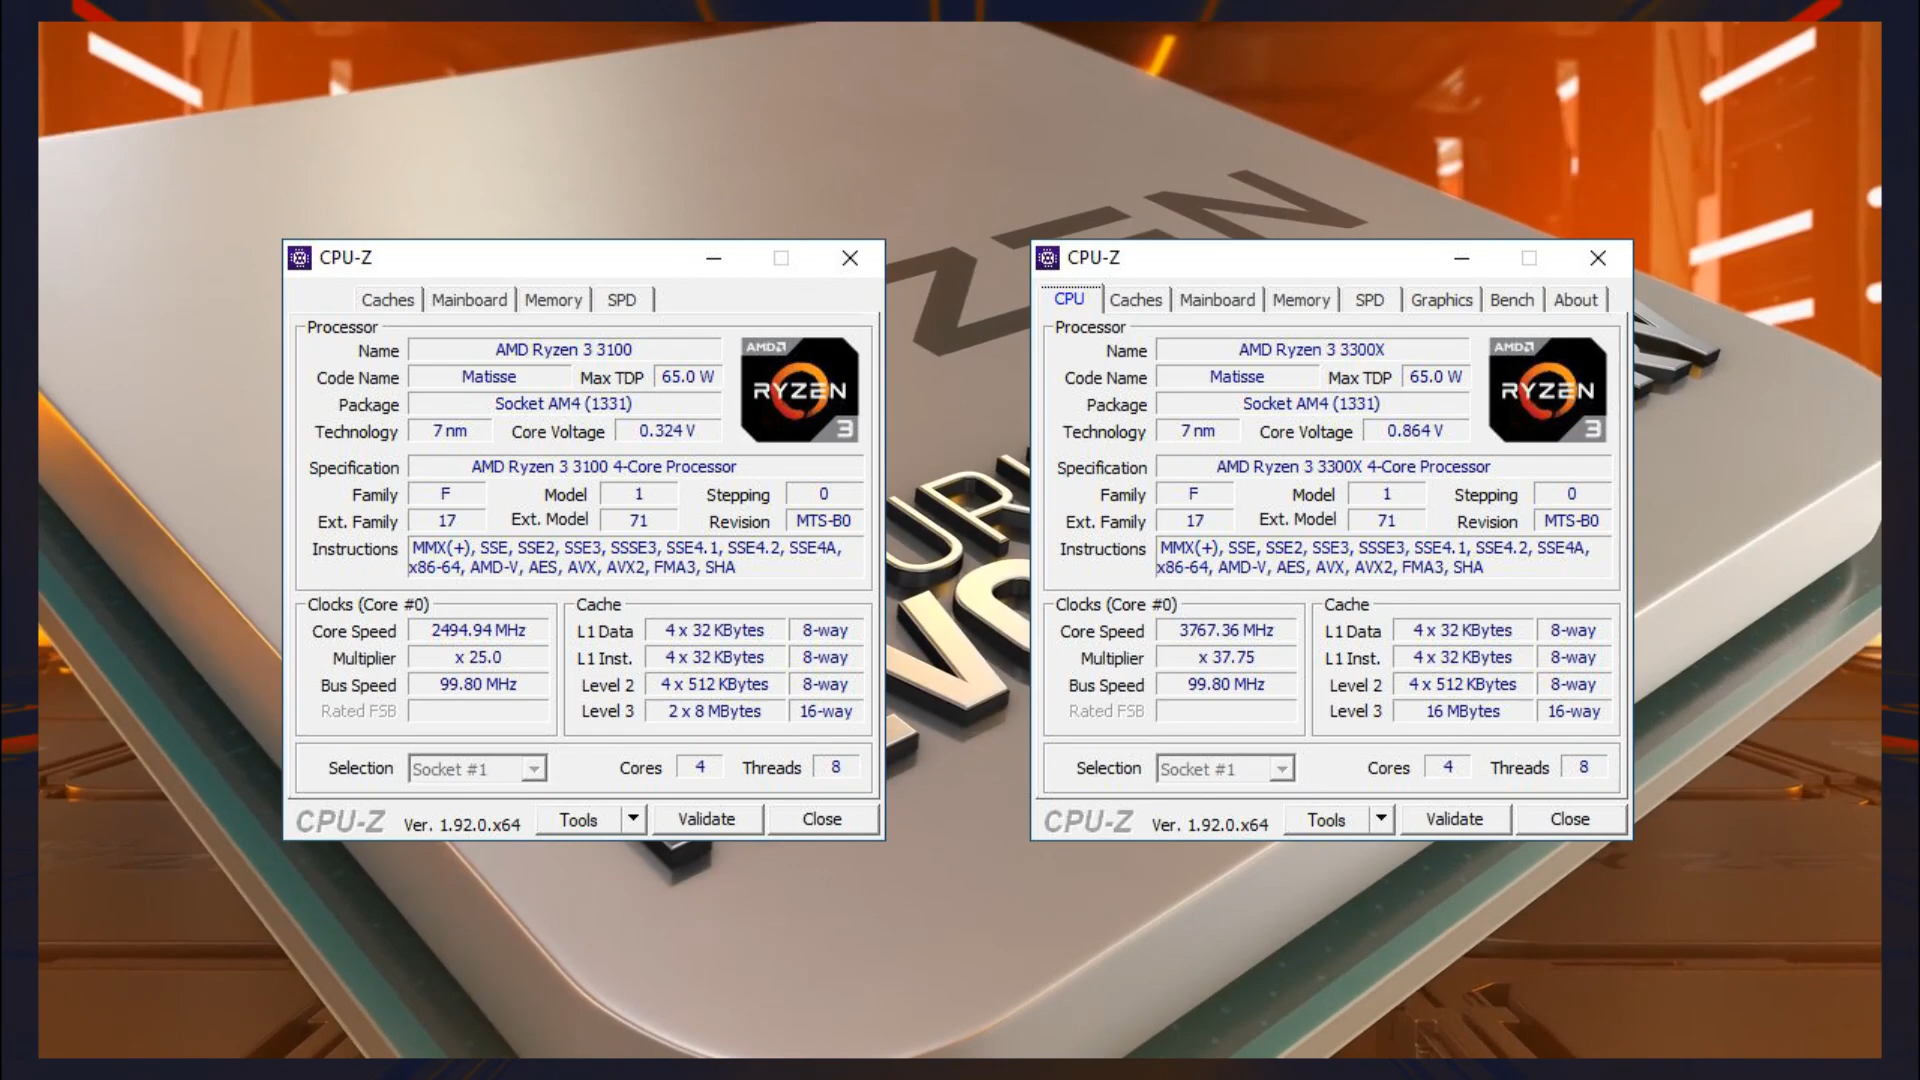 ZEN
CPU-Z
Caches Mainboard Memory SPD
Processor
Name AMD Ryzen 3 3100
Code Name Matisse Max TDP 65.0 W
Package Socket AM4 (1331)
Technology 7 nm Core Voltage 0.324 V
AMD
RYZEN
3
Specification AMD Ryzen 3 3100 4-Core Processor
Family F Model 1 Stepping 0
Ext. Family 17 Ext. Model 71 Revision MTS-B0
Instructions MMX(+), SSE, SSE2, SSE3, SSSE3, SSE4.1, SSE4.2, SSE4A,
x86-64, AMD-V, AES, AVX, AVX2, FMA3, SHA
Clocks (Core #0)
Core Speed 2494.94 MHz
Multiplier x 25.0
Bus Speed 99.80 MHz
Rated FSB
Cache
L1 Data 4 x 32 KBytes 8-way
L1 Inst. 4 x 32 KBytes 8-way
Level 2 4 x 512 KBytes 8-way
Level 3 2 x 8 MBytes 16-way
Selection Socket #1 Cores 4 Threads 8
CPU-Z Ver. 1.92.0.x64 Tools Validate Close
CPU-Z
CPU Caches Mainboard Memory SPD Graphics Bench About
Processor
Name AMD Ryzen 3 3300X
Code Name Matisse Max TDP 65.0 W
Package Socket AM4 (1331)
Technology 7 nm Core Voltage 0.864 V
AMD
RYZEN
3
Specification AMD Ryzen 3 3300X 4-Core Processor
Family F Model 1 Stepping 0
Ext. Family 17 Ext. Model 71 Revision MTS-B0
Instructions MMX(+), SSE, SSE2, SSE3, SSSE3, SSE4.1, SSE4.2, SSE4A,
x86-64, AMD-V, AES, AVX, AVX2, FMA3, SHA
Clocks (Core #0)
Core Speed 3767.36 MHz
Multiplier x 37.75
Bus Speed 99.80 MHz
Rated FSB
Cache
L1 Data 4 x 32 KBytes 8-way
L1 Inst. 4 x 32 KBytes 8-way
Level 2 4 x 512 KBytes 8-way
Level 3 16 MBytes 16-way
Selection Socket #1 Cores 4 Threads 8
CPU-Z Ver. 1.92.0.x64 Tools Validate Close